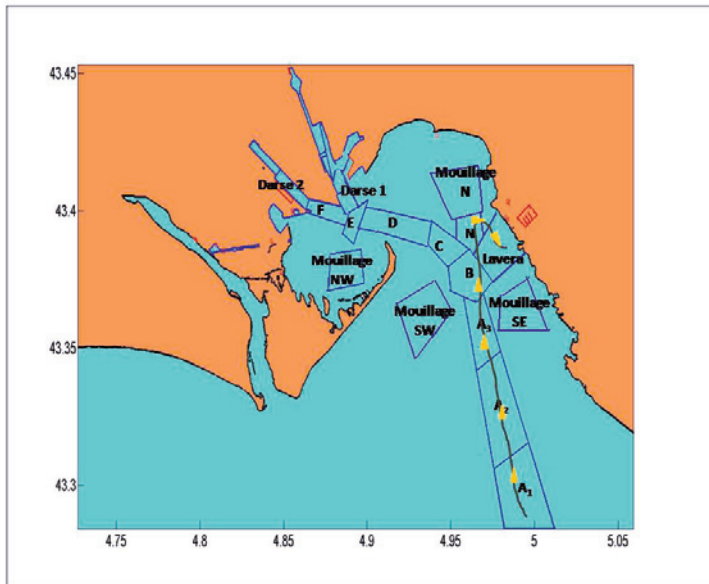 43.45
43.4
43.35
43.3
4.75
4.8
4.85
4.9
4.95
5
5.05
Mouillage
N
Darse 2
Darse 1
F
E
D
C
N
B
Lavera
Mouillage
NW
Mouillage
SW
Mouillage
SE
A3
A2
A1